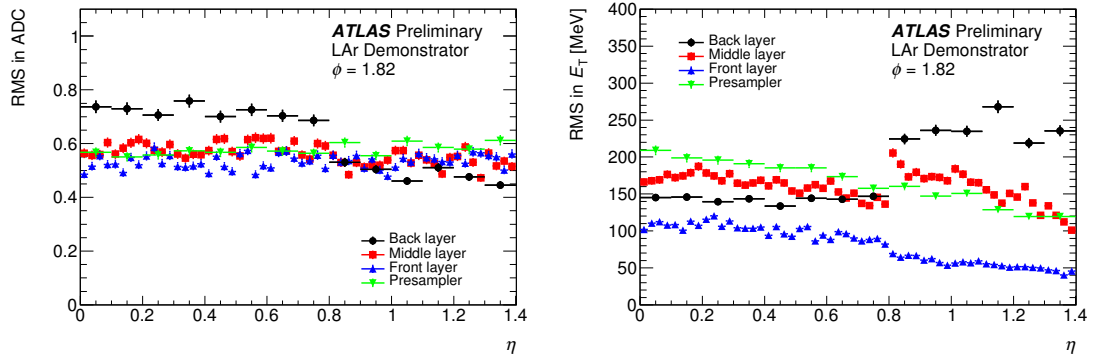 RMS in ADC
1
0.8
0.6
0.4
0.2
0
ATLAS Preliminary
LAr Demonstrator
ϕ = 1.82
Back layer
Middle layer
Front layer
Presampler
0 0.2 0.4 0.6 0.8 1 1.2 1.4
η
RMS in E_T [MeV]
400
350
300
250
200
150
100
50
0
Back layer
Middle layer
Front layer
Presampler
ATLAS Preliminary
LAr Demonstrator
ϕ = 1.82
0 0.2 0.4 0.6 0.8 1 1.2 1.4
η